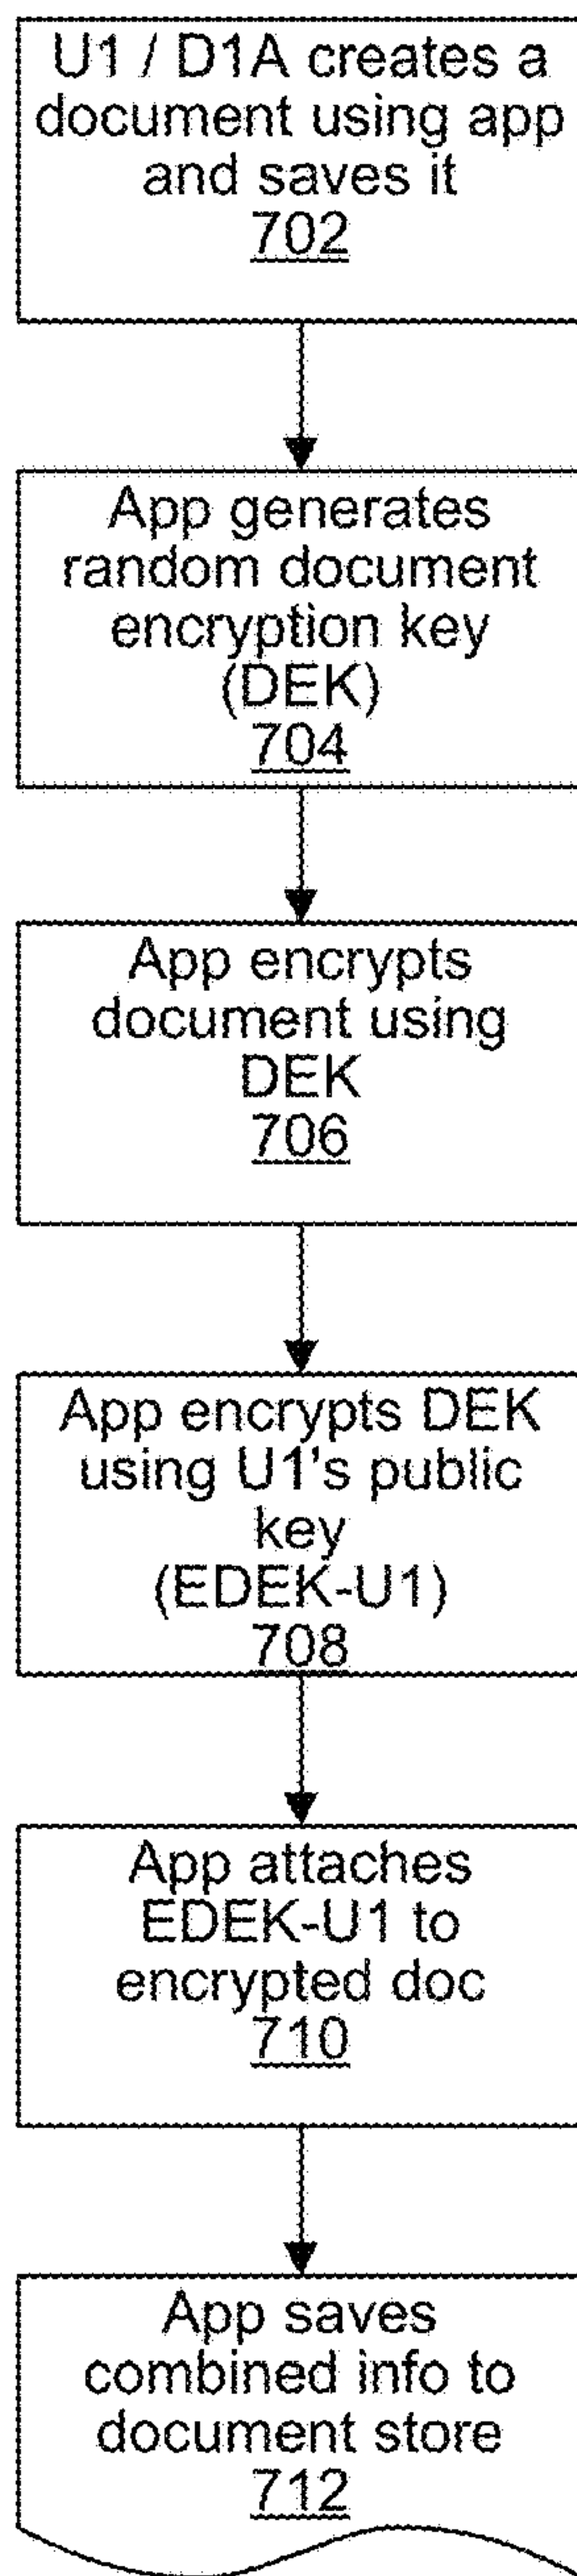 U1 / D1A creates a
document using app
and saves it
702
App generates
random document
encryption key
(DEK)
704
App encrypts
document using
DEK
706
App encrypts DEK
using U1's public
key
(EDEK-U1)
708
App attaches
EDEK-U1 to
encrypted doc
710
App saves
combined info to
document store
712